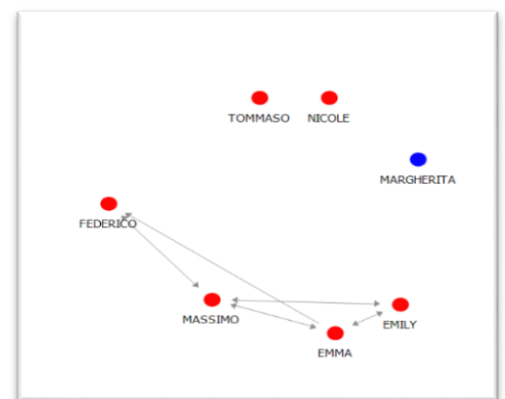 TOMMASO NICOLE
MARGHERITA
FEDERICO
MASSIMO
EMILY
EMMA